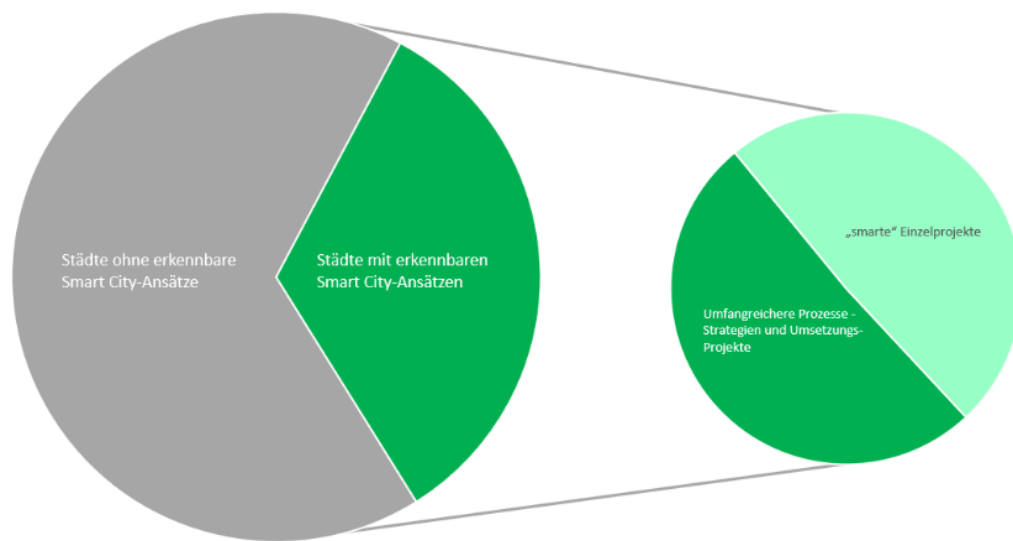 Städte ohne erkennbare
Smart City-Ansätze
Städte mit erkennbaren
Smart City-Ansätzen
„smarte“ Einzelprojekte
Umfangreichere Prozesse -
Strategien und Umsetzungs-
Projekte